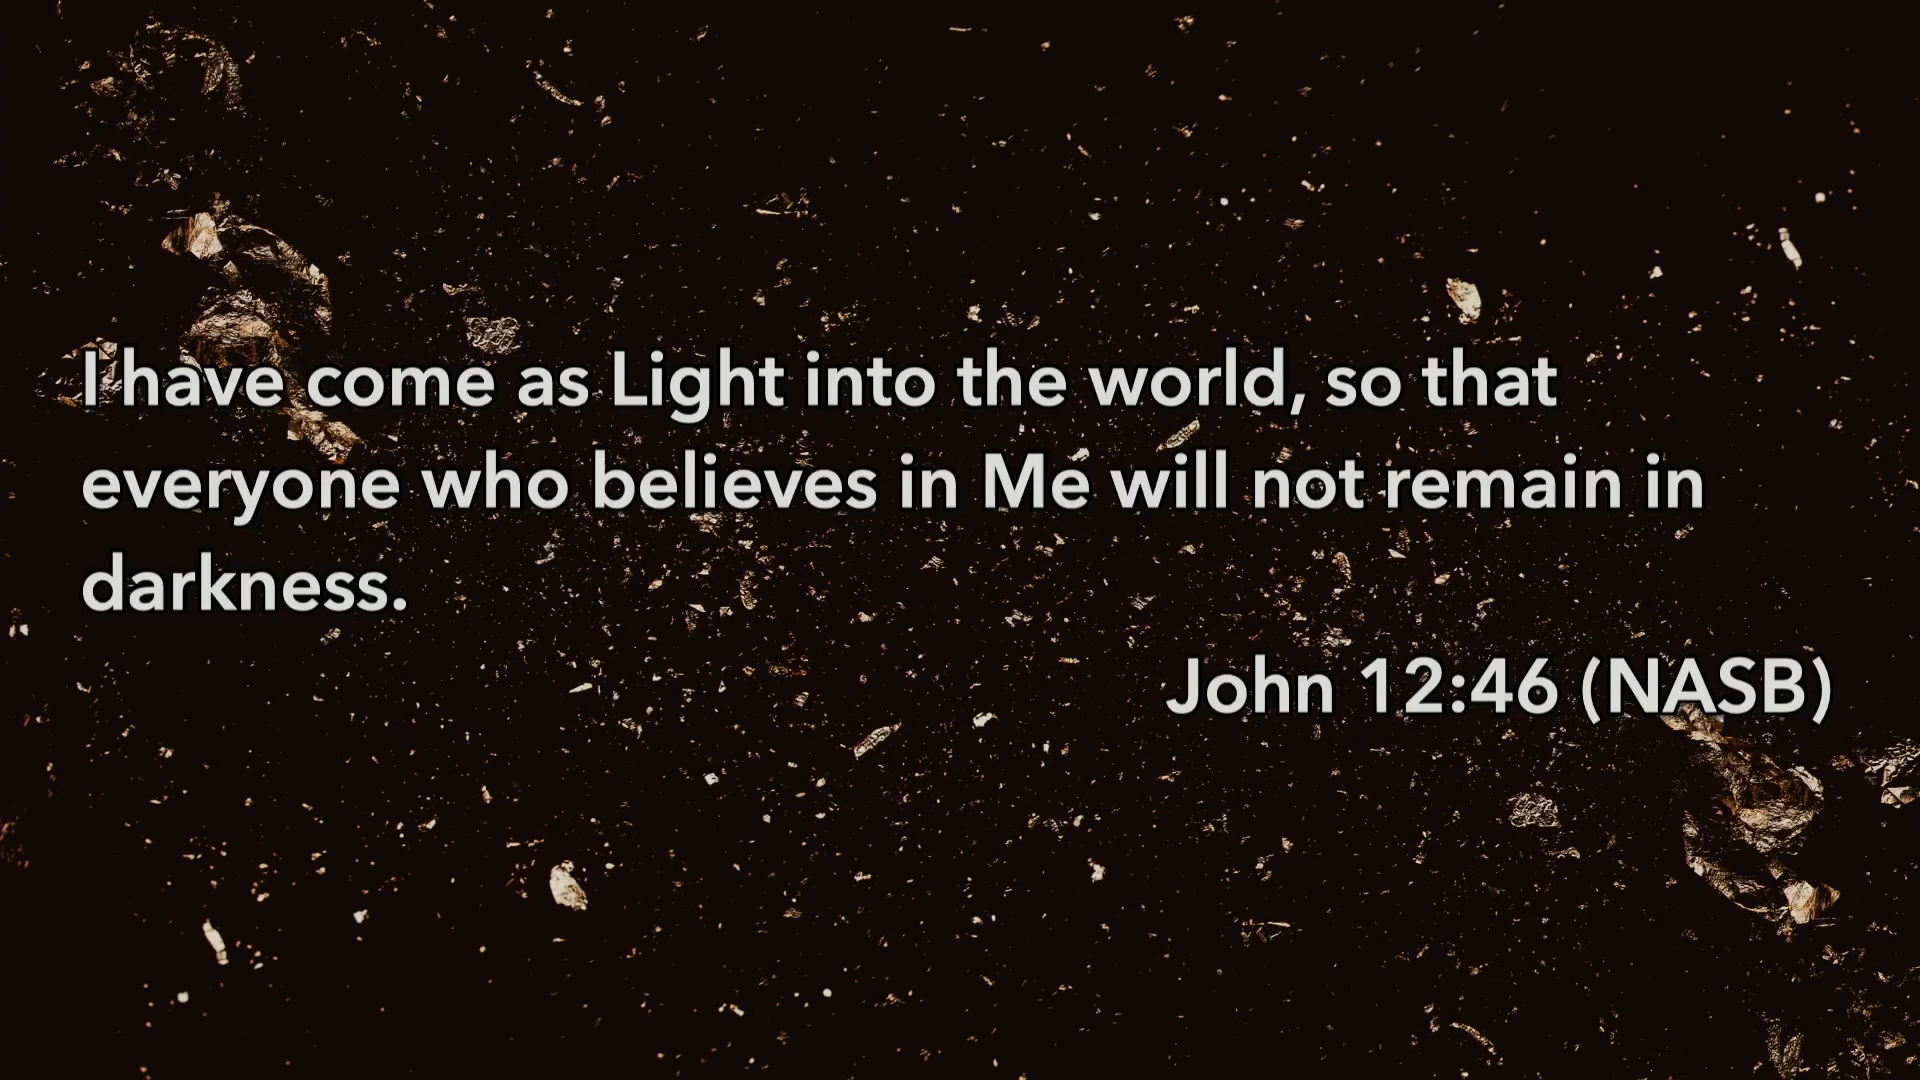 I have come as Light into the world, so that
everyone who believes in Me will not remain in
darkness.
John 12:46 (NASB)